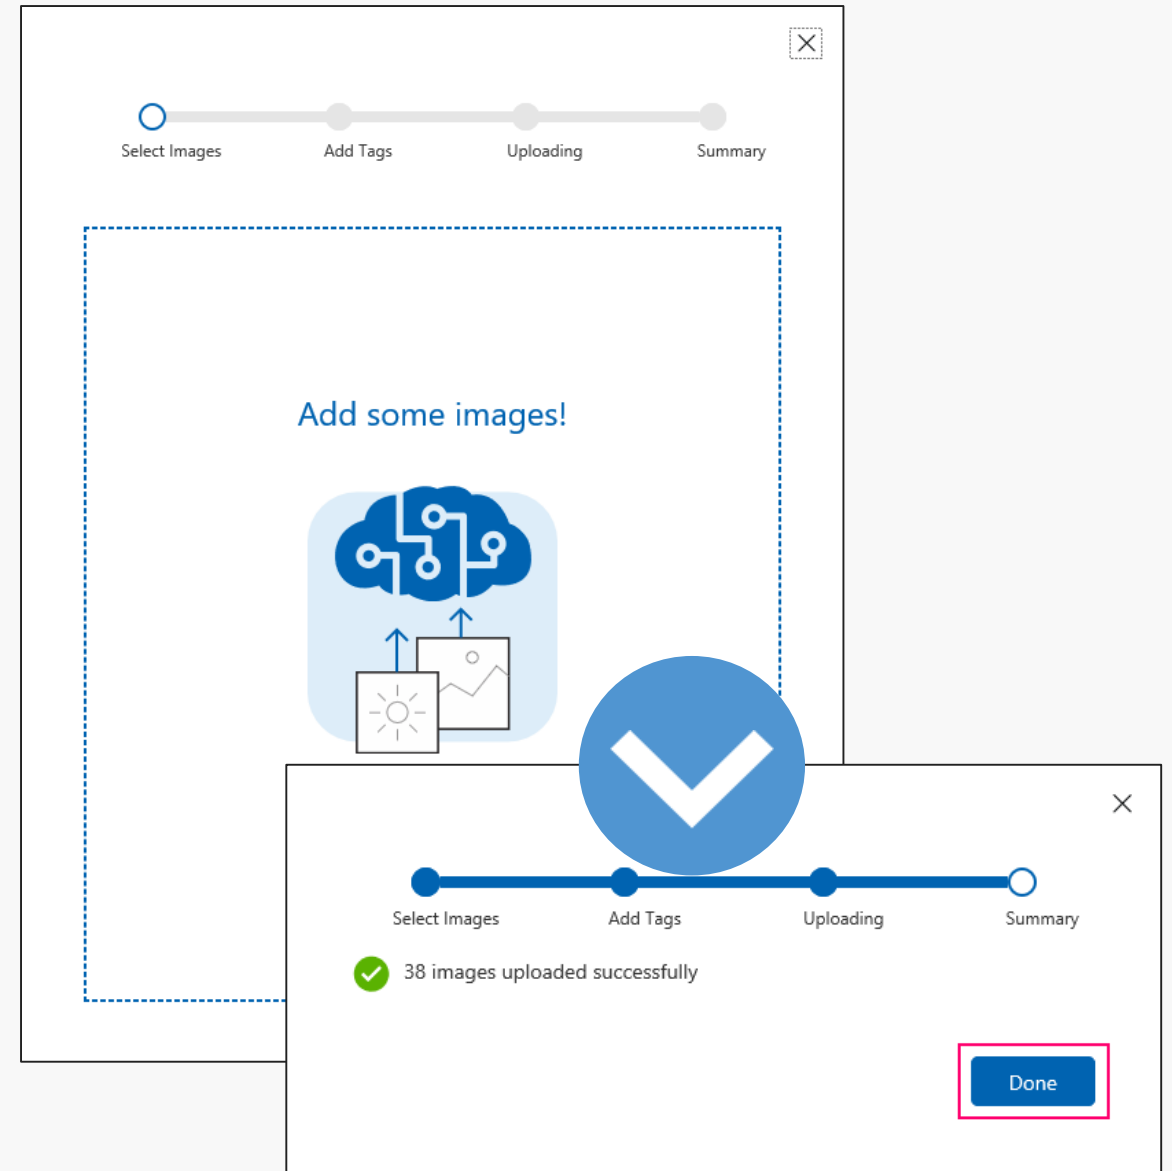 Select Images
Add Tags
Uploading
Summary
Add some images!
Select Images
Add Tags
Uploading
Summary
38 images uploaded successfully
Done